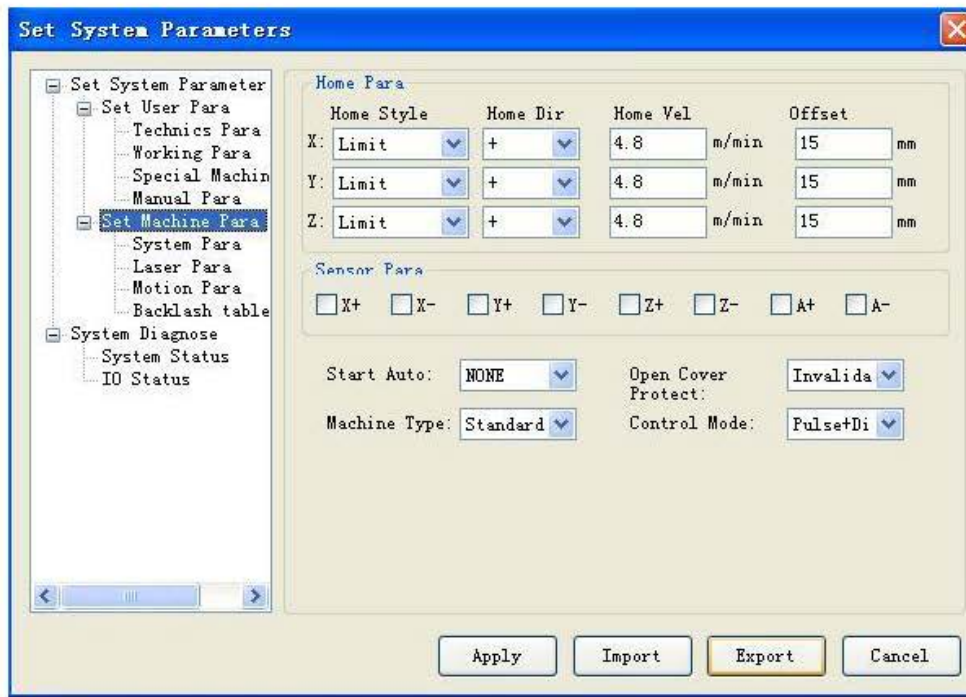 Set System Parameters
Set System Parameter
Set User Para
Technics Para
Working Para
Special Machin
Manual Para
Set Machine Para
System Para
Laser Para
Motion Para
Backlash table
System Diagnose
System Status
IO Status
Home Para
Home Style Home Dir Home Vel Offset
X: Limit + 4.8 m/min 15 mm
Y: Limit + 4.8 m/min 15 mm
Z: Limit + 4.8 m/min 15 mm
Sensor Para
X+ X- Y+ Y- Z+ Z- A+ A-
Start Auto: NONE Open Cover Protect: Invalida
Machine Type: Standard Control Mode: Pulse+Di
Apply Import Export Cancel